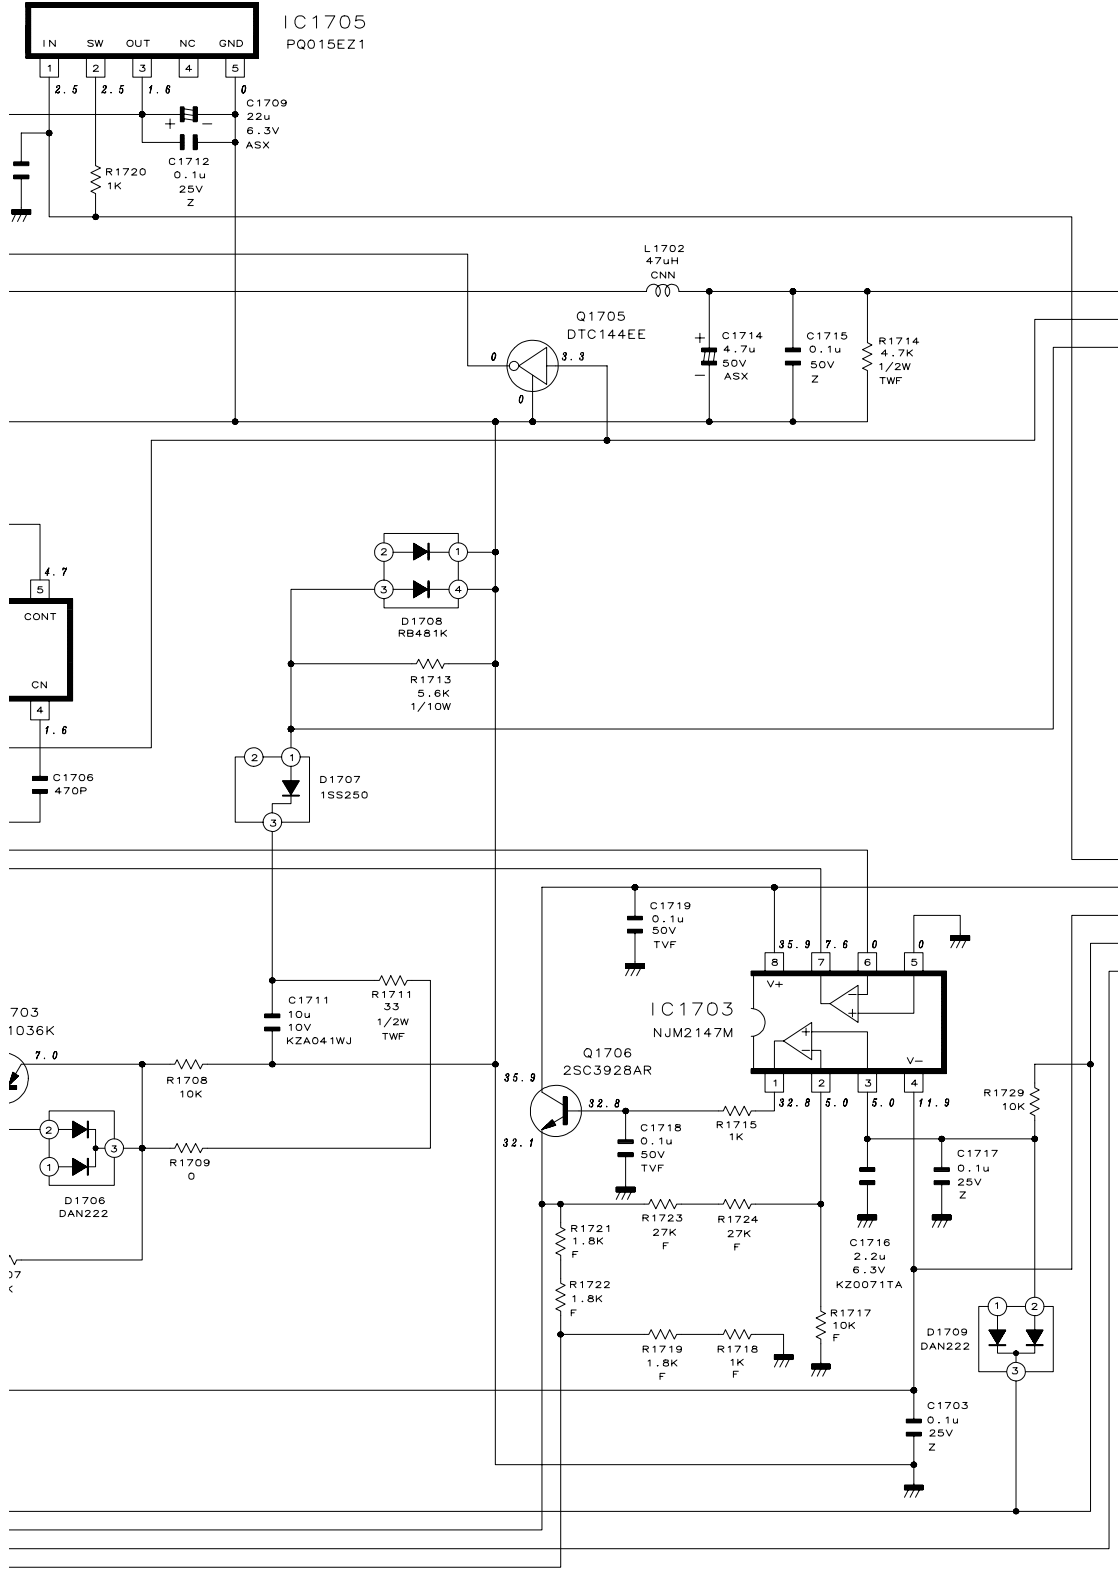 IC1705
PQ015EZ1
IN SW OUT NC GND
1 2 3 4 5
2.5 2.5 1.6 0
+ -
C1709
22u
6.3V
ASX
C1712
0.1u
25V
Z
R1720
1K
L1702
47uH
CNN
Q1705
DTC144EE
0 3.3
0
+
C1714
4.7u
50V
ASX
-
C1715
0.1u
50V
Z
R1714
4.7K
1/2W
TWF
4.7
5
CONT
CN
4
1.6
2 1
3 4
D1708
RB481K
R1713
5.6K
1/10W
C1706
470P
2 1
D1707
1SS250
3
C1719
0.1u
50V
TVF
35.9 7.6 0 0
8 7 6 5
V+
-
+
IC1703
NJM2147M
+
-
V-
1 2 3 4
32.8 5.0 5.0 11.9
C1711
10u
10V
KZA041WJ
R1711
33
1/2W
TWF
703
1036K
7.0
R1708
10K
Q1706
2SC3928AR
35.9
32.8
32.1
R1715
1K
C1718
0.1u
50V
TVF
R1729
10K
2
3
1
D1706
DAN222
R1709
0
C1717
0.1u
25V
Z
R1723
27K
F
R1724
27K
F
R1721
1.8K
F
C1716
2.2u
6.3V
KZ0071TA
07
K
R1722
1.8K
F
R1717
10K
F
1 2
D1709
DAN222
3
R1719
1.8K
F
R1718
1K
F
C1703
0.1u
25V
Z